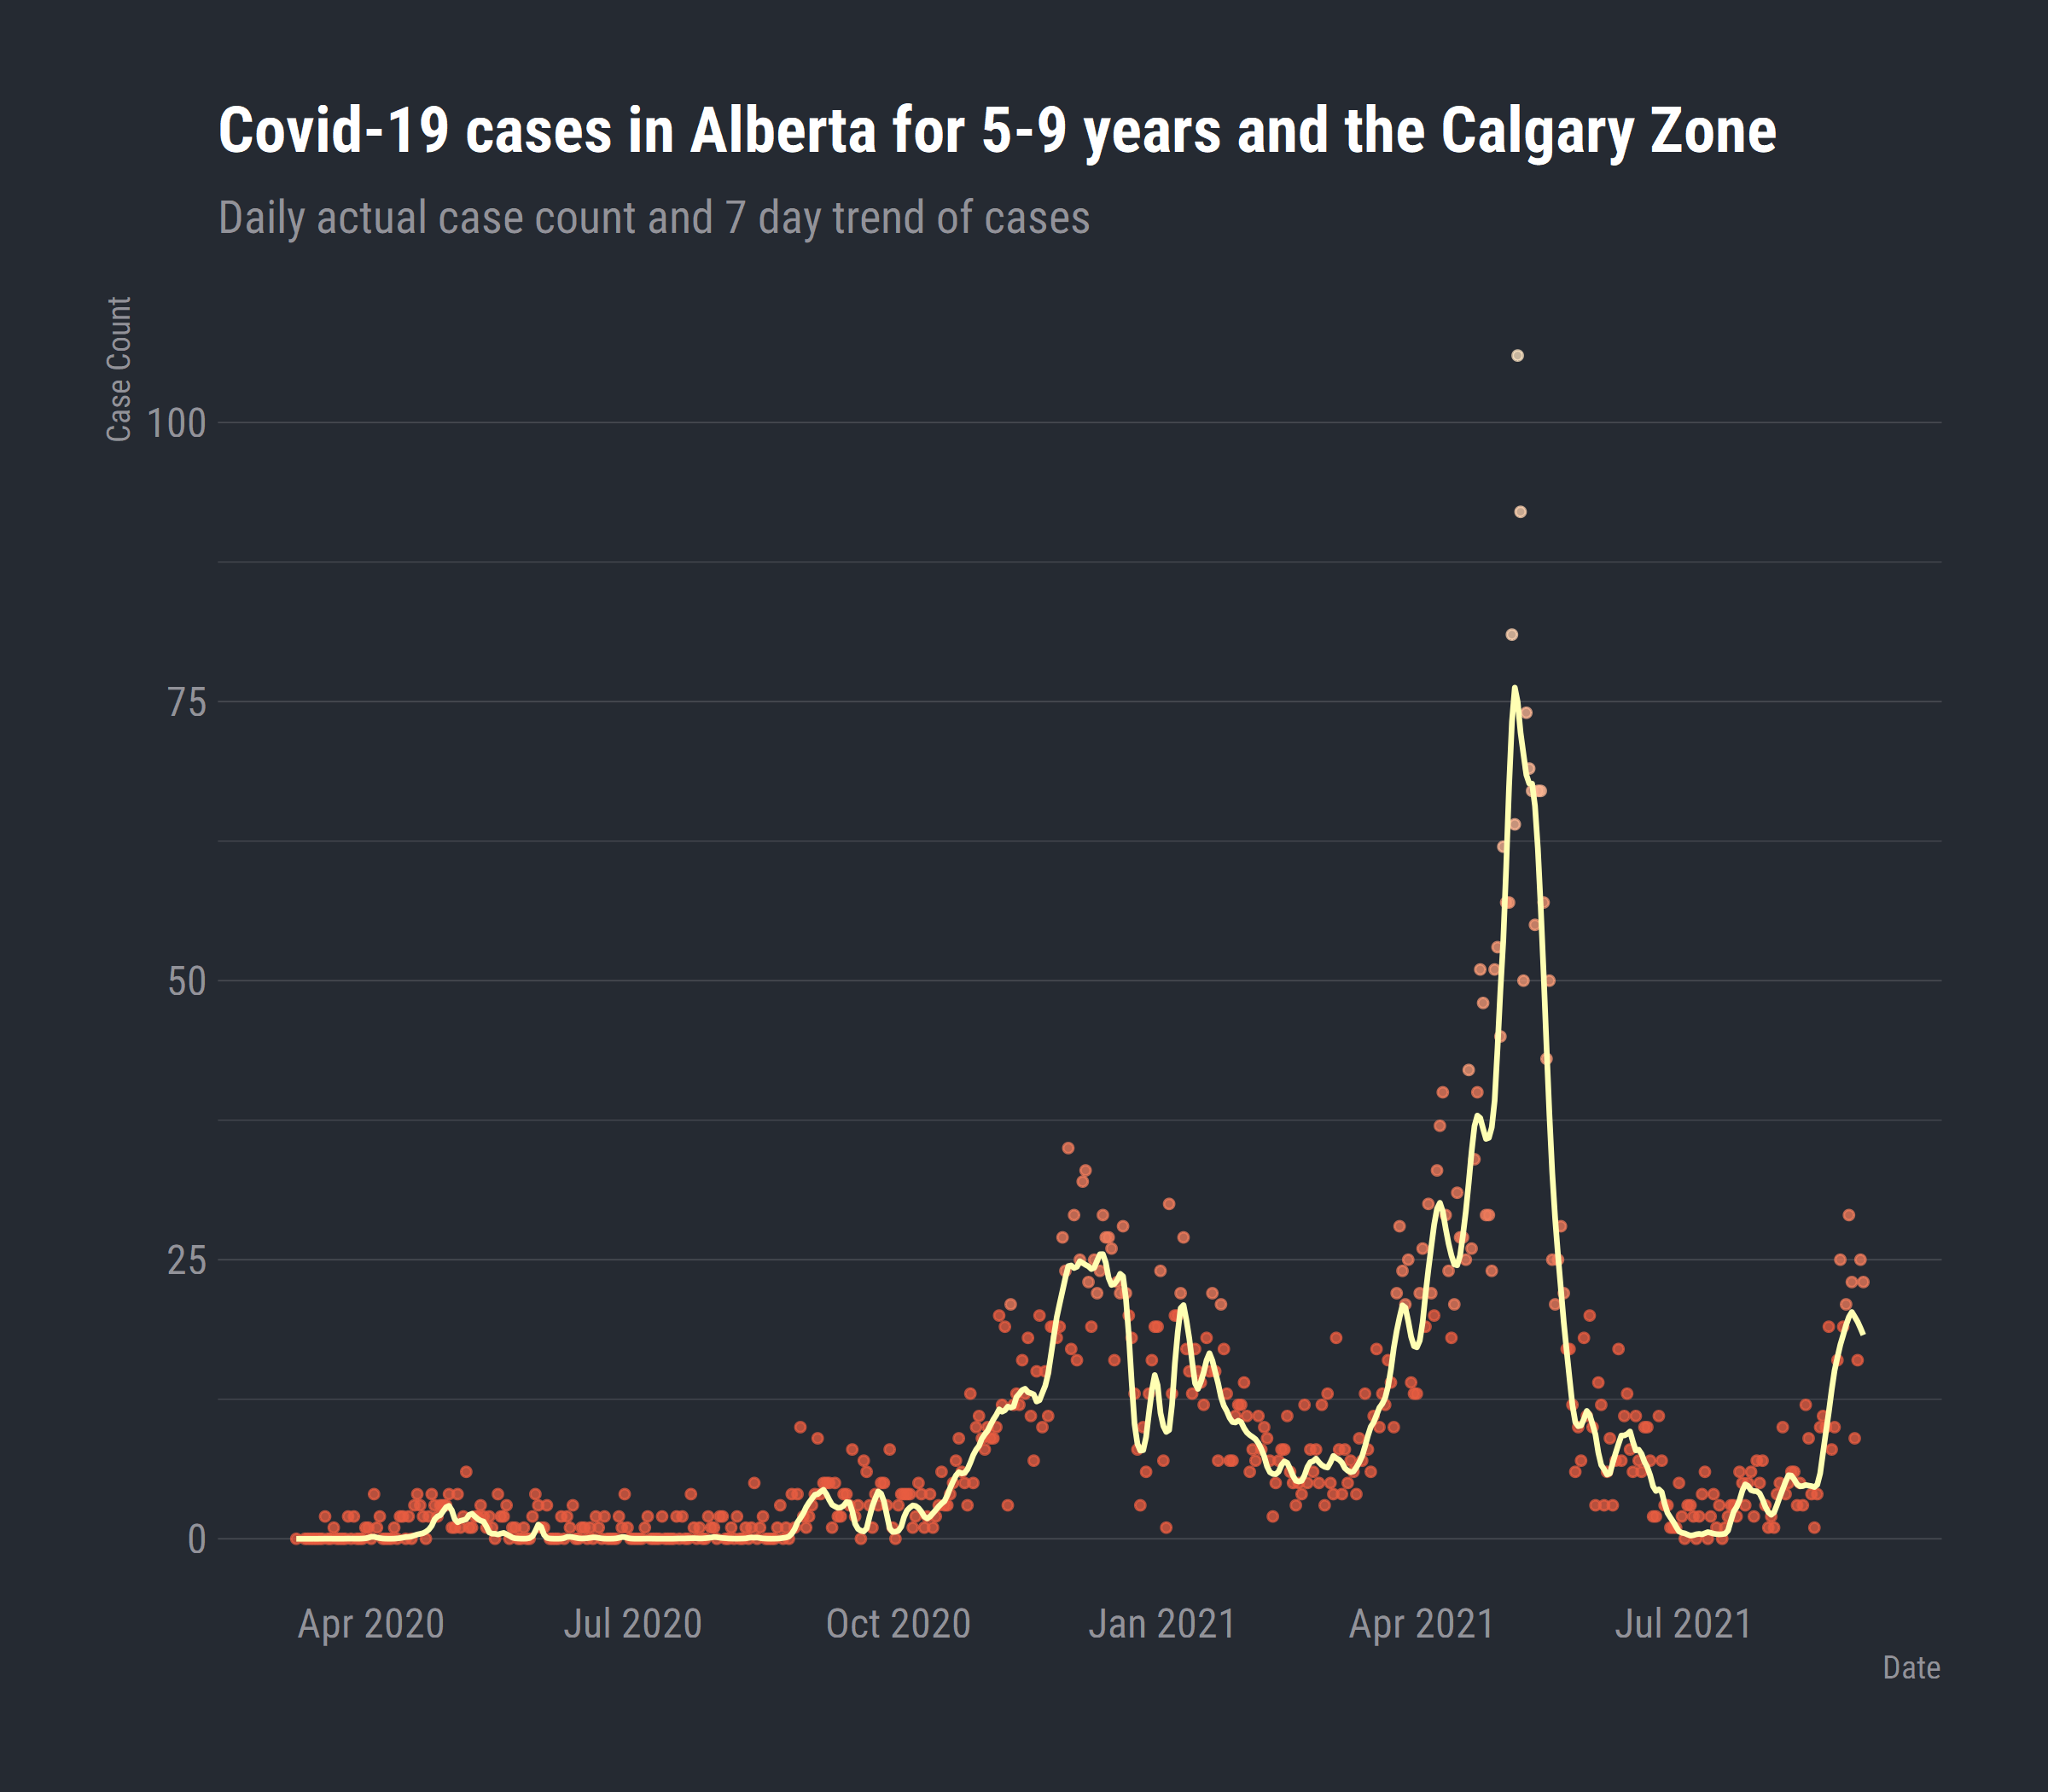 Covid-19 cases in Alberta for 5-9 years and the Calgary Zone
Daily actual case count and 7 day trend of cases
Case Count
100
75
50
25
0
Apr 2020
Jul 2020
Oct 2020
Jan 2021
Apr 2021
Jul 2021
Date